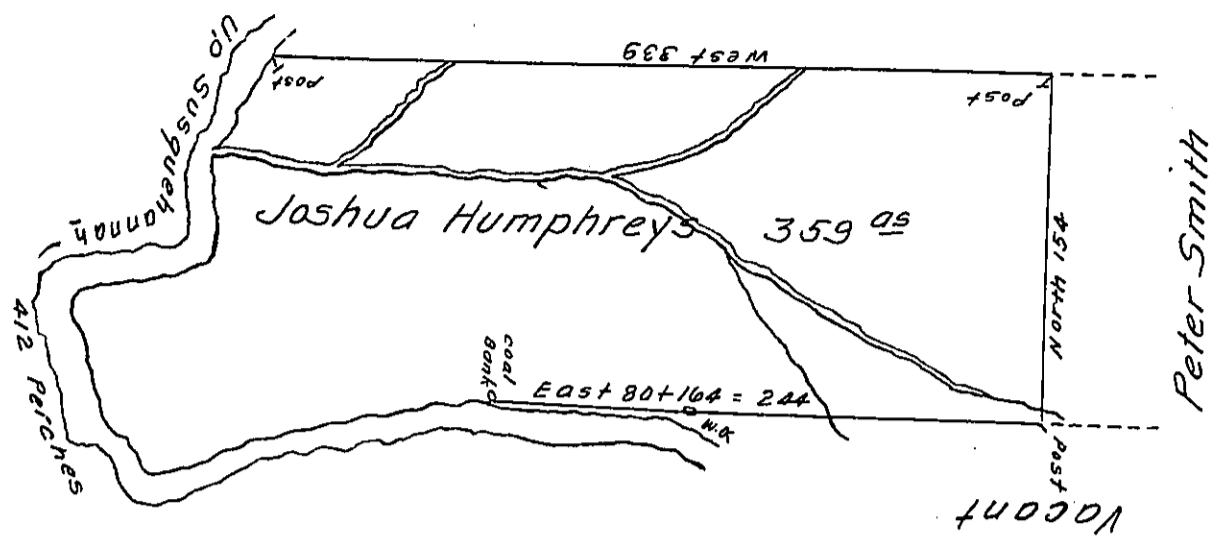 West 339
Post
Post
Up Susquehannah
Joshua Humphreys 359 as
North 154
Peter Smith
412 Perches
Coal
Bank
East 80+164 = 244
W.O
Post
Vacant